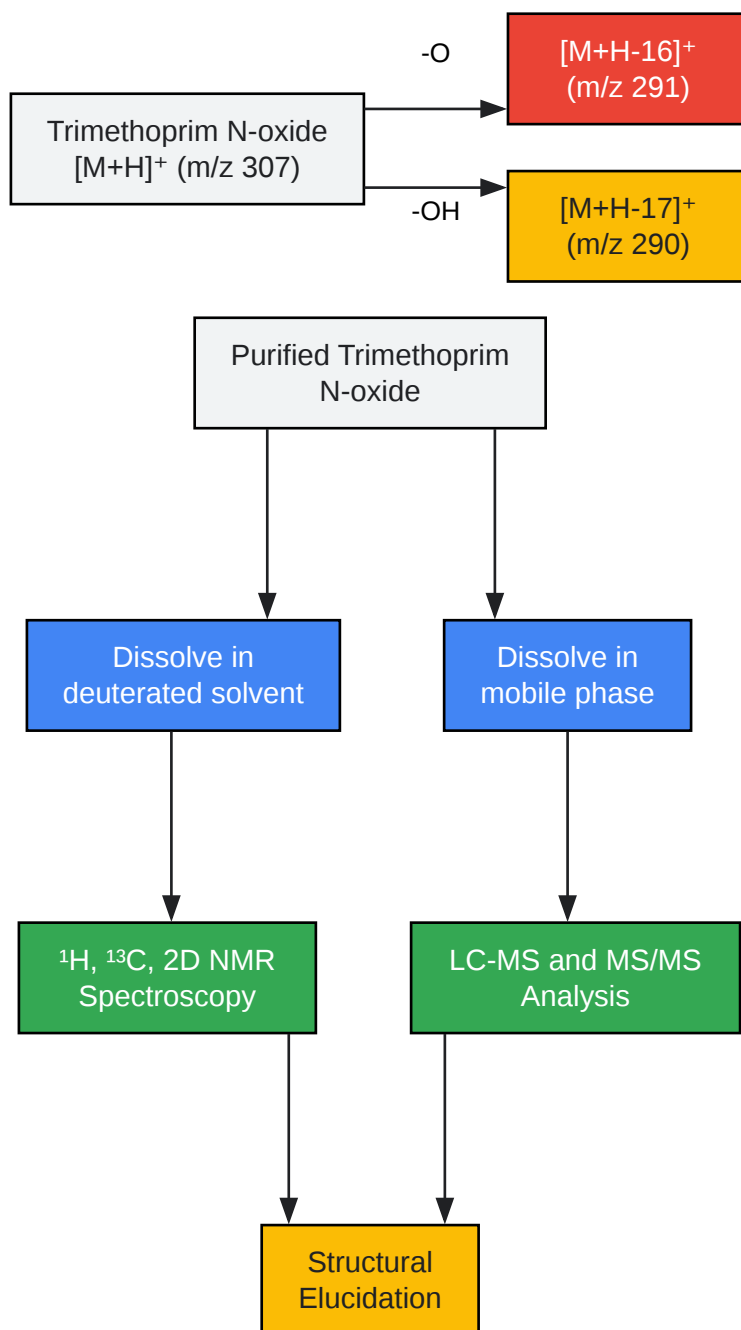 -O
[M+H-16]⁺
(m/z 291)
Trimethoprim N-oxide
[M+H]⁺ (m/z 307)
-OH
[M+H-17]⁺
(m/z 290)
Purified Trimethoprim
N-oxide
Dissolve in
deuterated solvent
Dissolve in
mobile phase
¹H, ¹³C, 2D NMR
Spectroscopy
LC-MS and MS/MS
Analysis
Structural
Elucidation